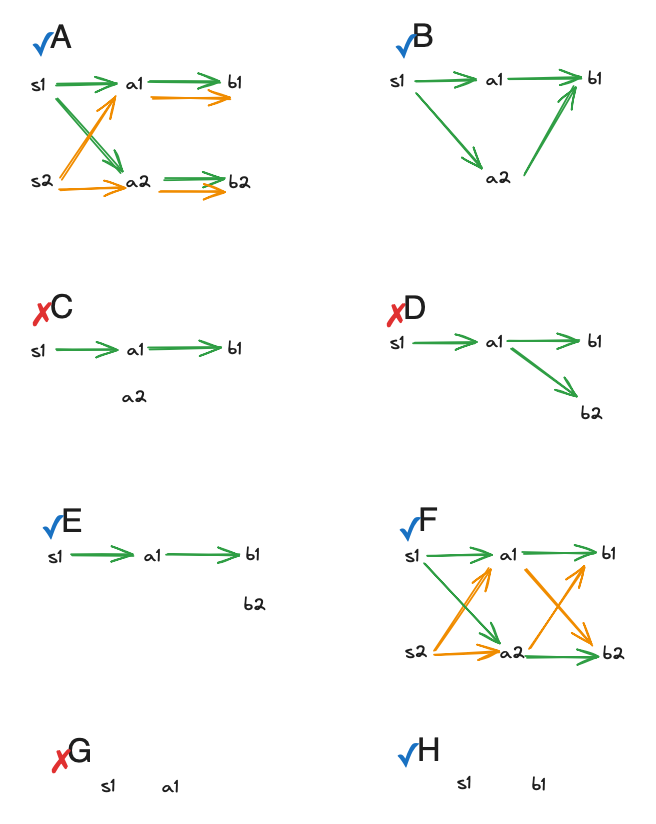 ✓A
s1 a1 b1
s2 a2 b2
✓B
s1 a1 b1
a2
✗C
s1 a1 b1
a2
✗D
s1 a1 b1
b2
✓E
s1 a1 b1
b2
✓F
s1 a1 b1
s2 a2 b2
✗G
s1 a1
✓H
s1 b1